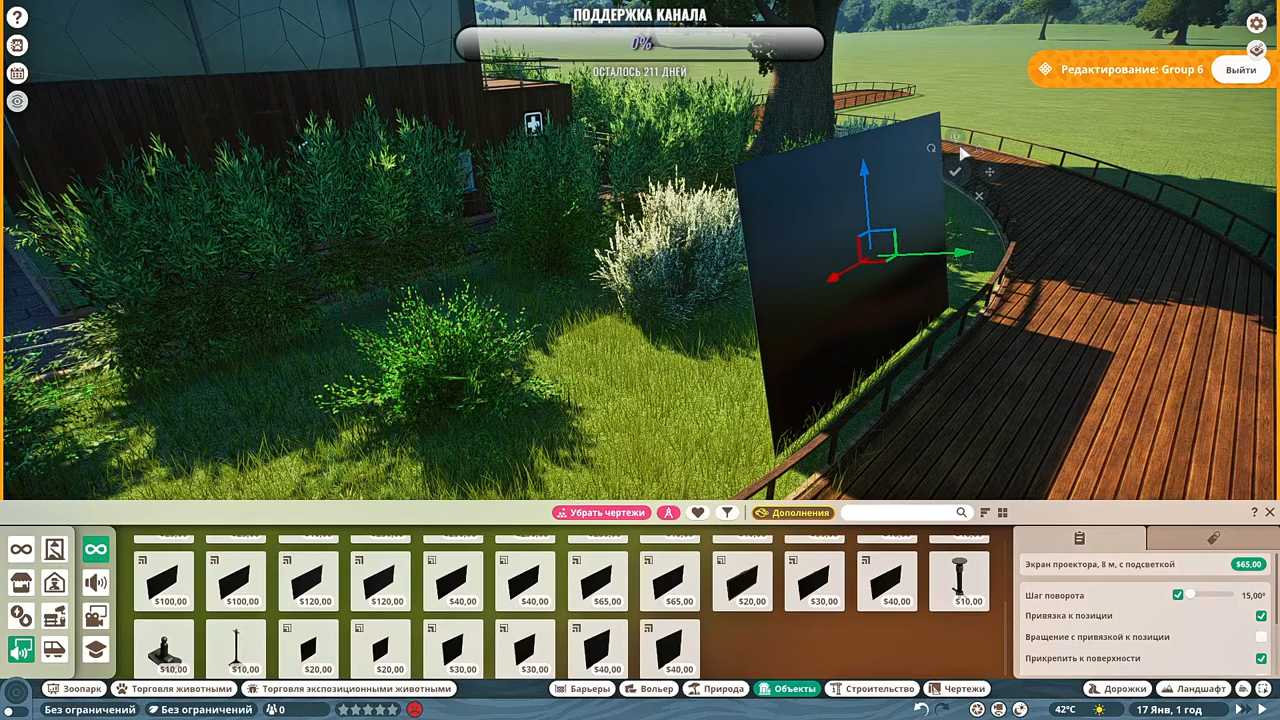 ПОДДЕРЖКА КАНАЛА
0%
ОСТАЛОСЬ 211 ДНЕЙ
Редактирование: Group 6
Выйти
Убрать чертежи
Дополнения
$100,00
$100,00
$120,00
$120,00
$40,00
$40,00
$65,00
$65,00
$20,00
$30,00
$40,00
$10,00
$10,00
$10,00
$20,00
$20,00
$30,00
$30,00
$40,00
$40,00
Экран проектора, 8 м, с подсветкой
$65,00
Шаг поворота
15,00°
Привязка к позиции
Вращение с привязкой к позиции
Прикрепить к поверхности
Зоопарк
Торговля животными
Торговля экспозиционными животными
Барьеры
Вольер
Природа
Объекты
Строительство
Чертежи
Дорожки
Ландшафт
Без ограничений
Без ограничений
0
42°C
17 Янв, 1 год